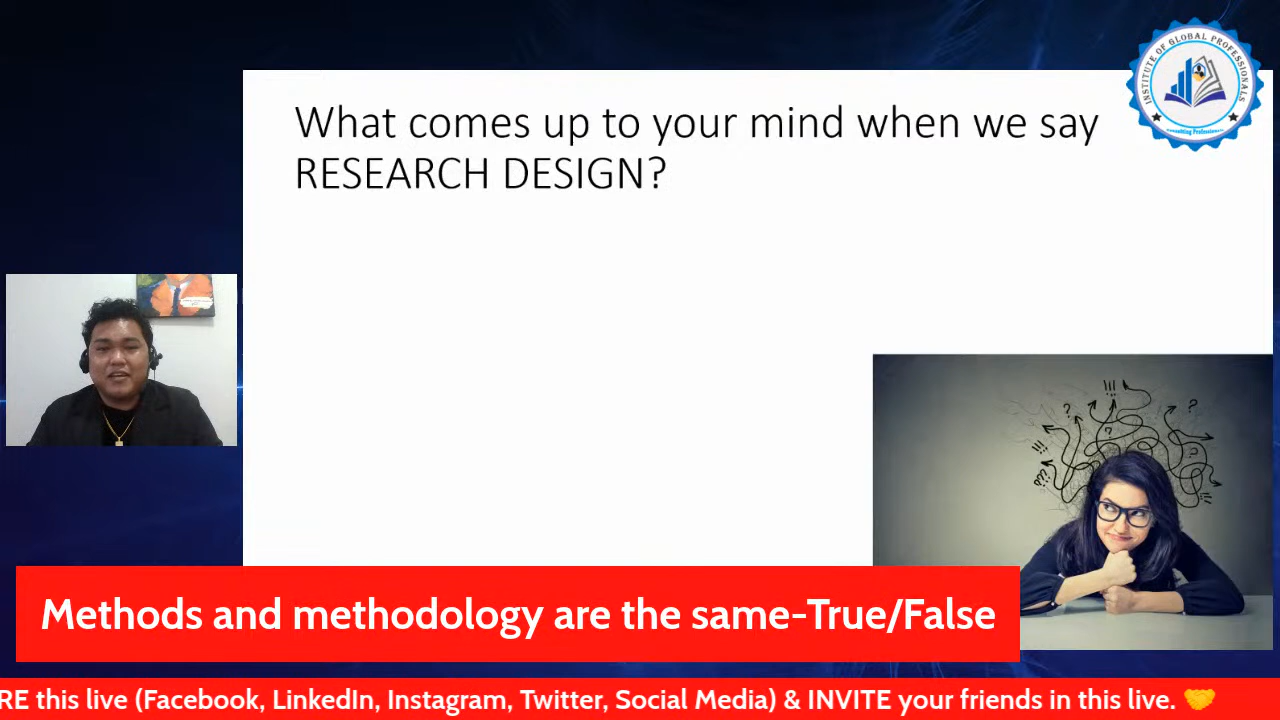 What comes up to your mind when we say
RESEARCH DESIGN?
INSTITUTE OF GLOBAL PROFESSIONALS
Methods and methodology are the same-True/False
RE this live (Facebook, LinkedIn, Instagram, Twitter, Social Media) & INVITE your friends in this live. 🤝